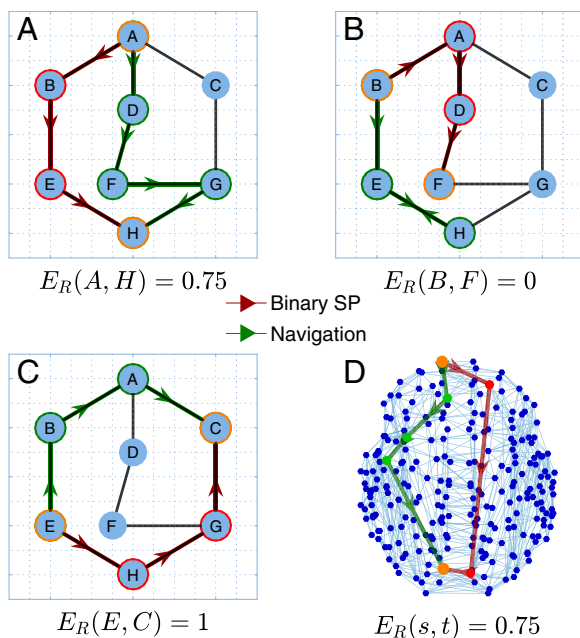 A
A
B
C
D
E
F
G
H
E_R(A, H) = 0.75
B
A
B
C
D
E
F
G
H
E_R(B, F) = 0
Binary SP
Navigation
C
A
B
C
D
E
F
G
H
E_R(E, C) = 1
D
E_R(s, t) = 0.75